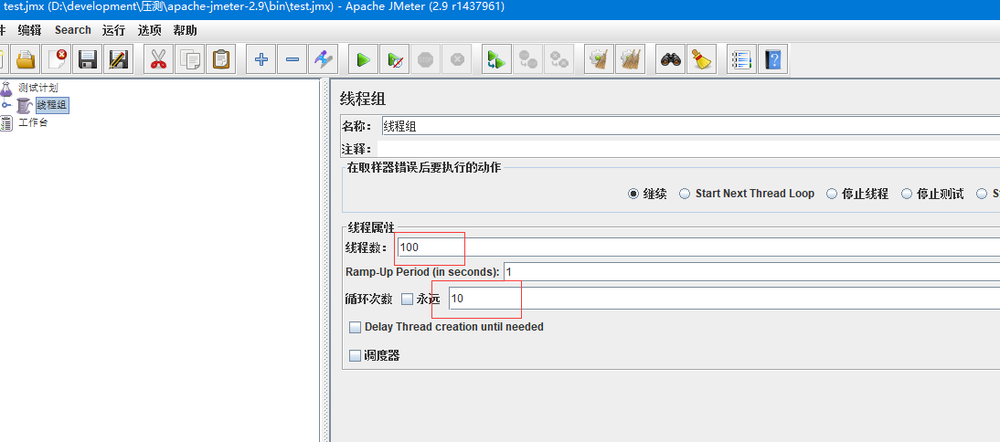 test.jmx (D:\development\压测\apache-jmeter-2.9\bin\test.jmx) - Apache JMeter (2.9 r1437961)
件 编辑 Search 运行 选项 帮助
测试计划
线程组
工作台
线程组
名称： 线程组
注释：
在取样器错误后要执行的动作
继续 Start Next Thread Loop 停止线程 停止测试 S
线程属性
线程数： 100
Ramp-Up Period (in seconds): 1
循环次数 永远 10
Delay Thread creation until needed
调度器